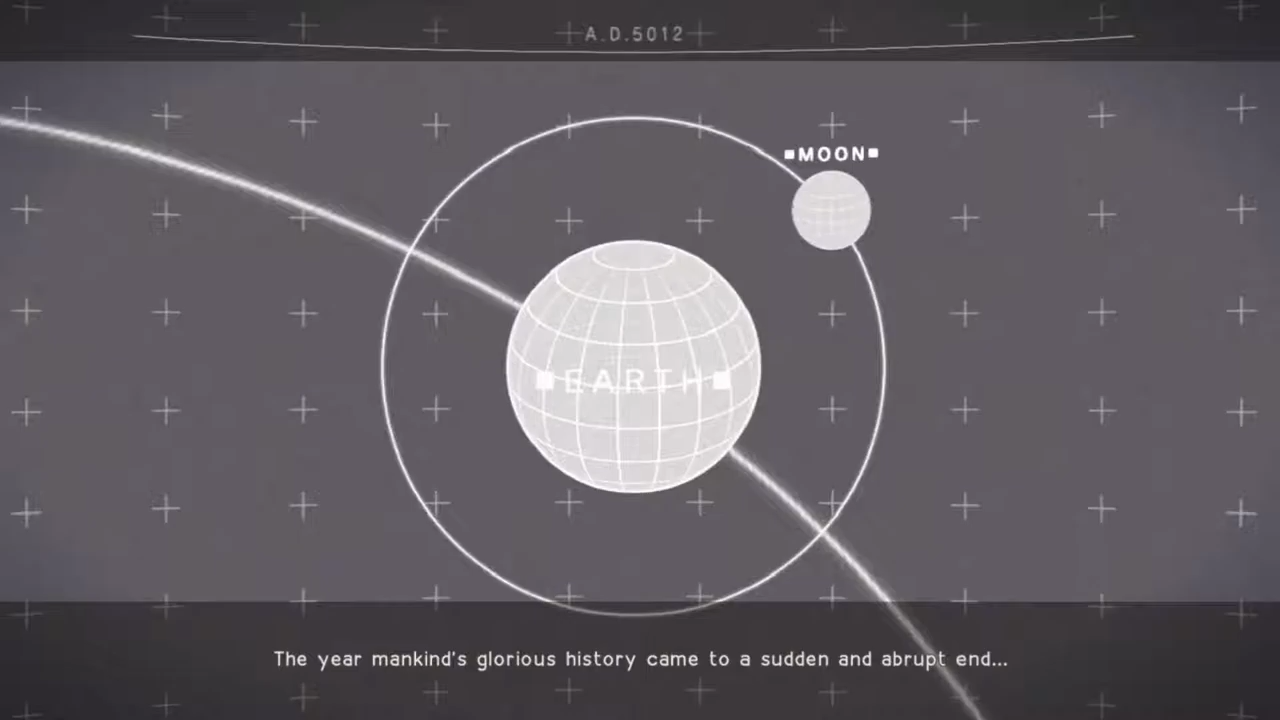 A.D.5012
■MOON■
■EARTH■
The year mankind's glorious history came to a sudden and abrupt end...